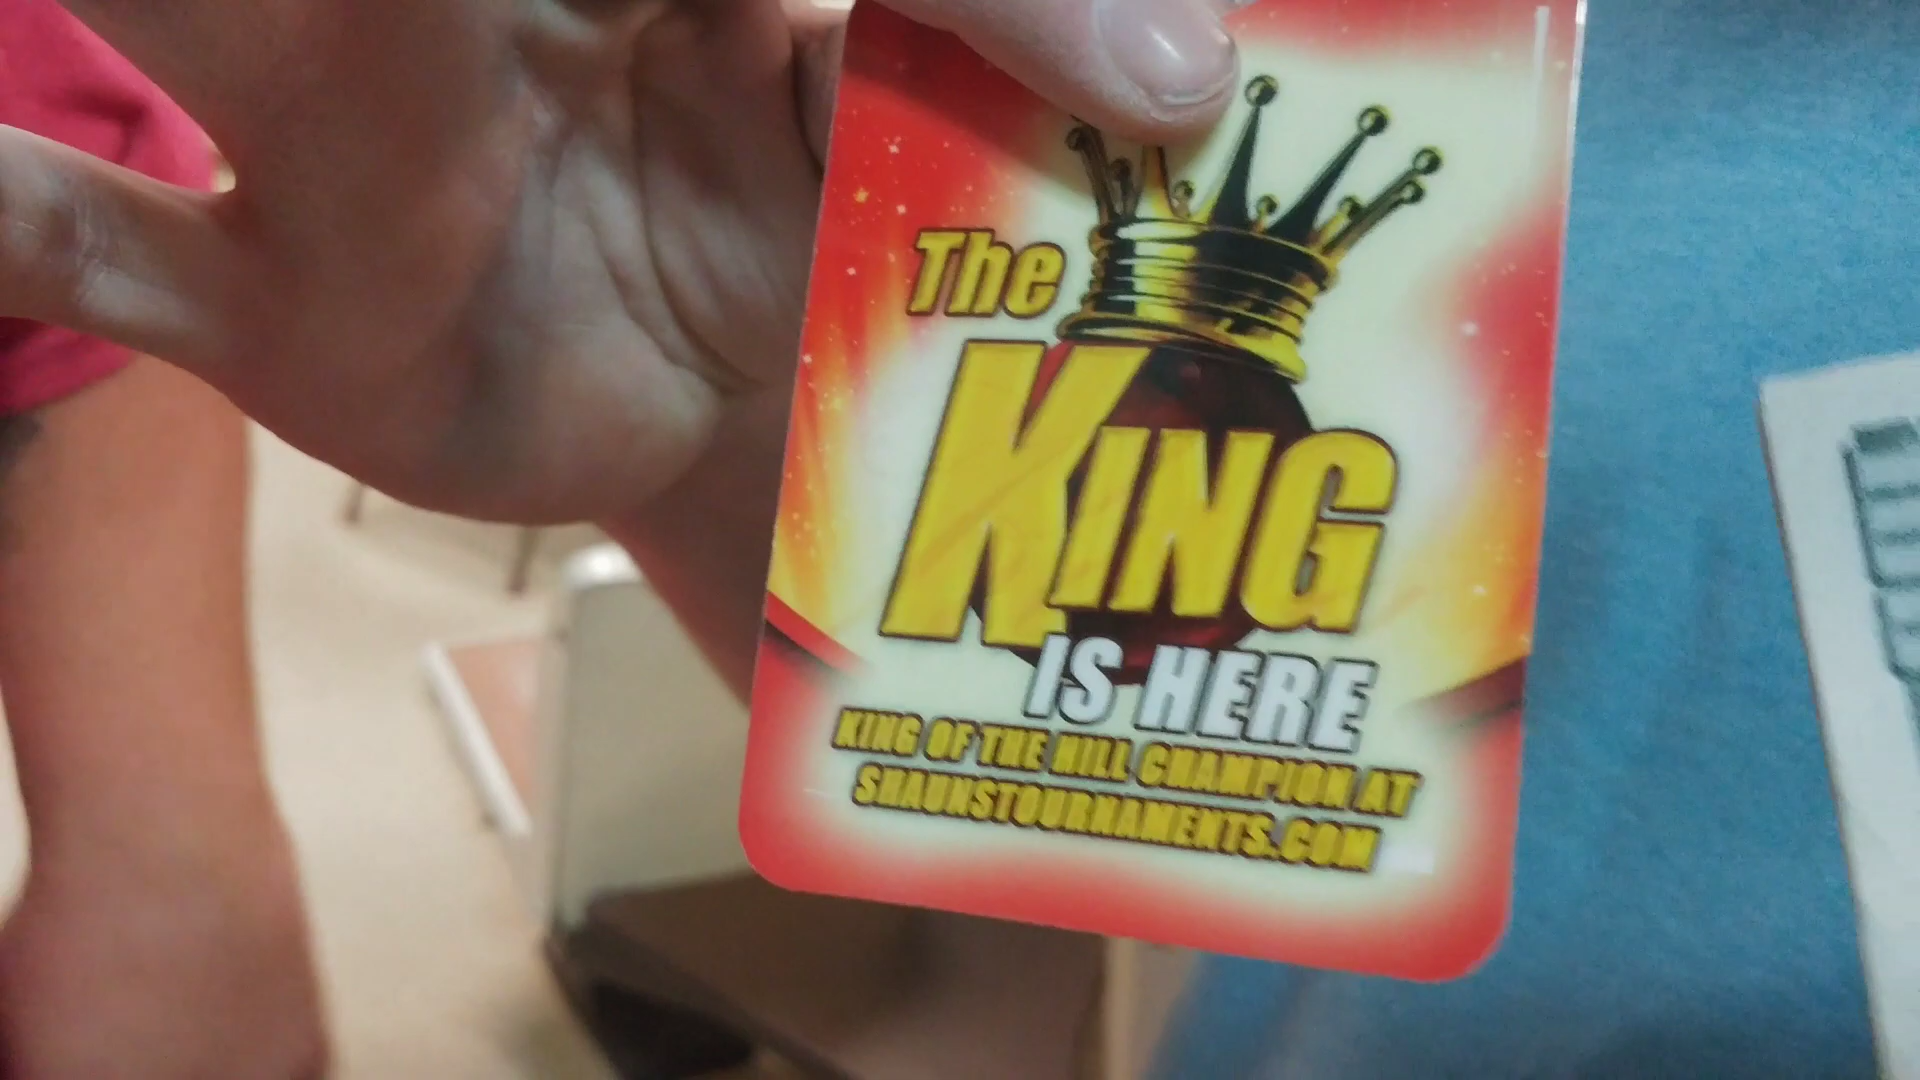 The
KING
IS HERE
KING OF THE HILL CHAMPION AT
SHAUNSTOURNAMENTS.COM